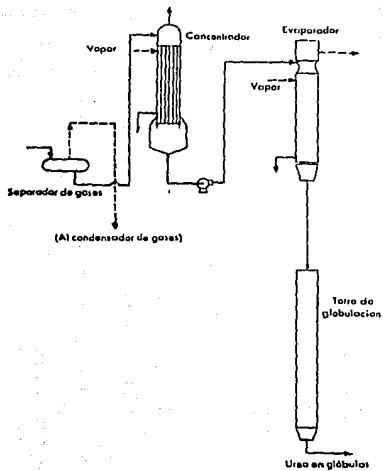 Concentrador
Vapor
Evaporador
Vapor
Separador de gases
(Al condensador de gases)
Torre de
globulacion
Urea en glóbulos